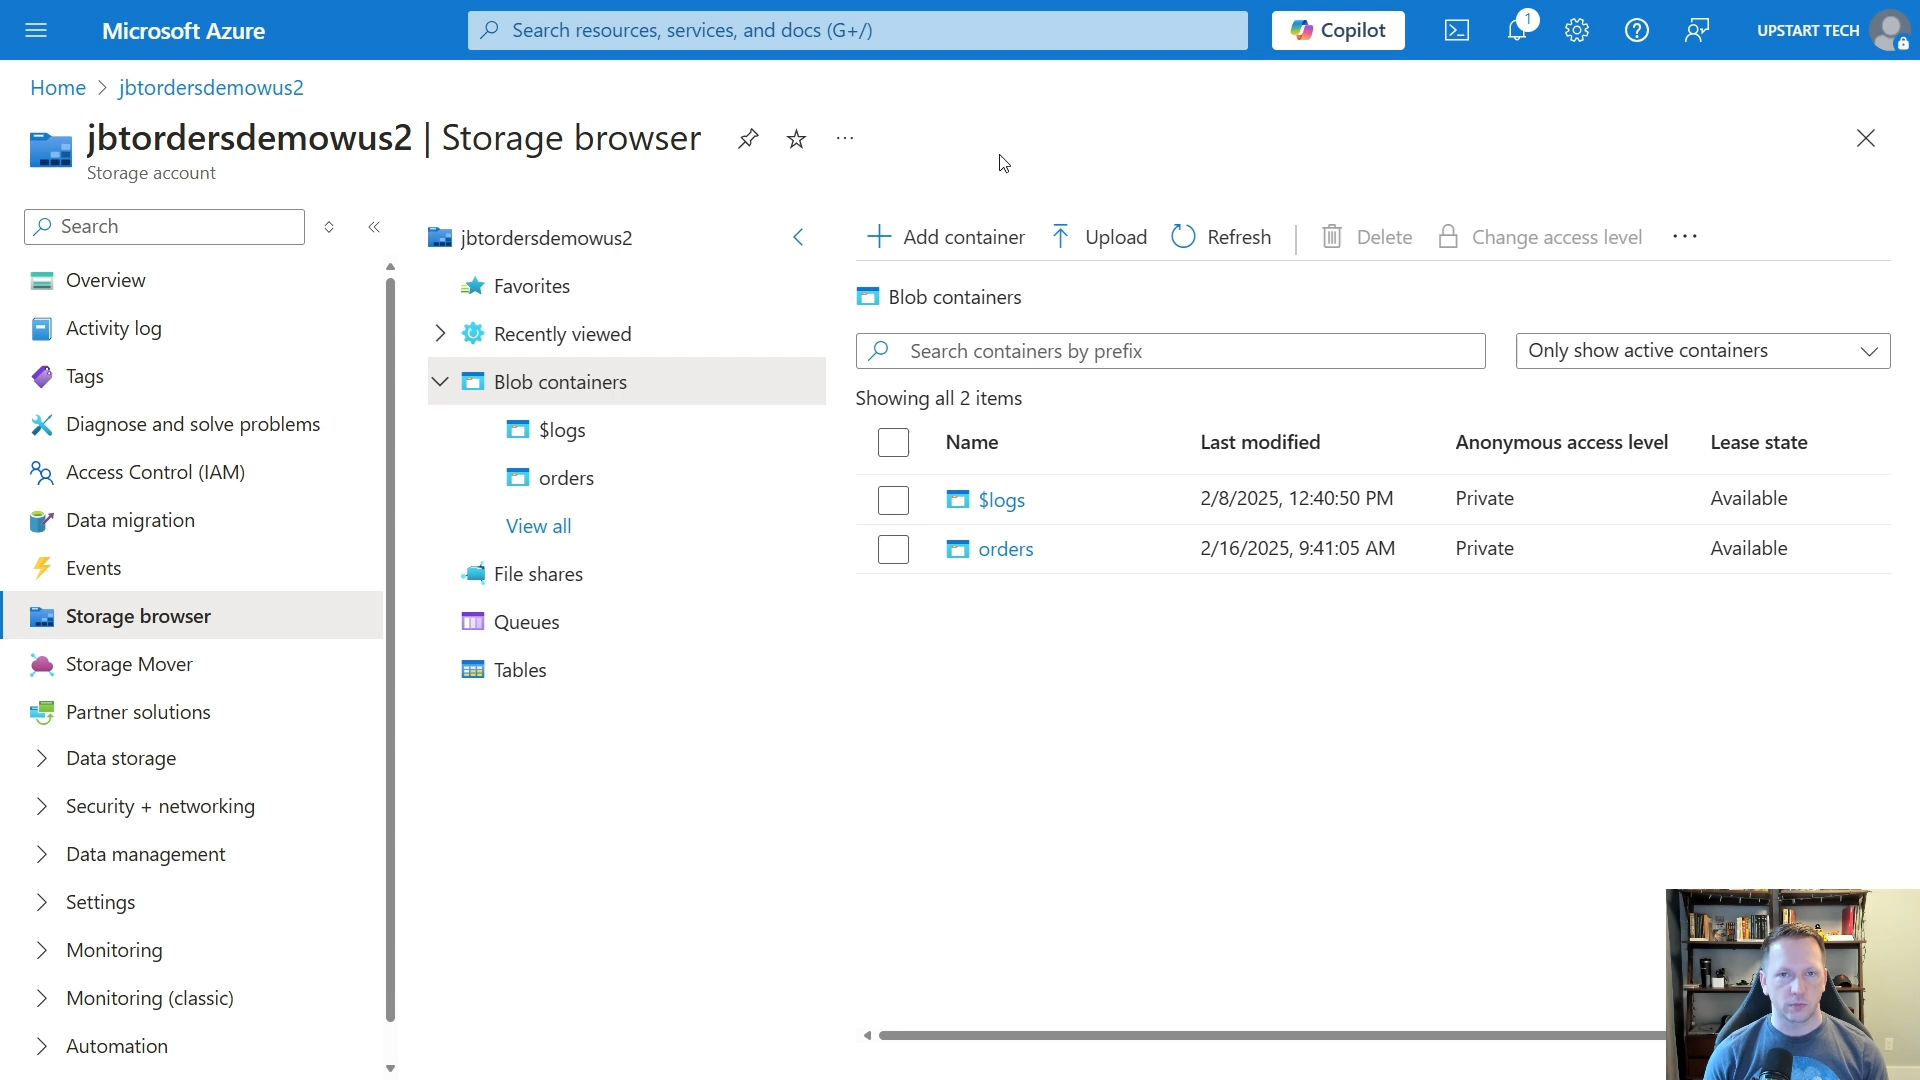 Microsoft Azure
Search resources, services, and docs (G+/)
Copilot
1
UPSTART TECH
Home > jbtordersdemowus2
jbtordersdemowus2 | Storage browser
Storage account
Search
Overview
Activity log
Tags
Diagnose and solve problems
Access Control (IAM)
Data migration
Events
Storage browser
Storage Mover
Partner solutions
Data storage
Security + networking
Data management
Settings
Monitoring
Monitoring (classic)
Automation
jbtordersdemowus2
Favorites
Recently viewed
Blob containers
$logs
orders
View all
File shares
Queues
Tables
Add container
Upload
Refresh
Delete
Change access level
Blob containers
Search containers by prefix
Only show active containers
Showing all 2 items
Name Last modified Anonymous access level Lease state
$logs 2/8/2025, 12:40:50 PM Private Available
orders 2/16/2025, 9:41:05 AM Private Available